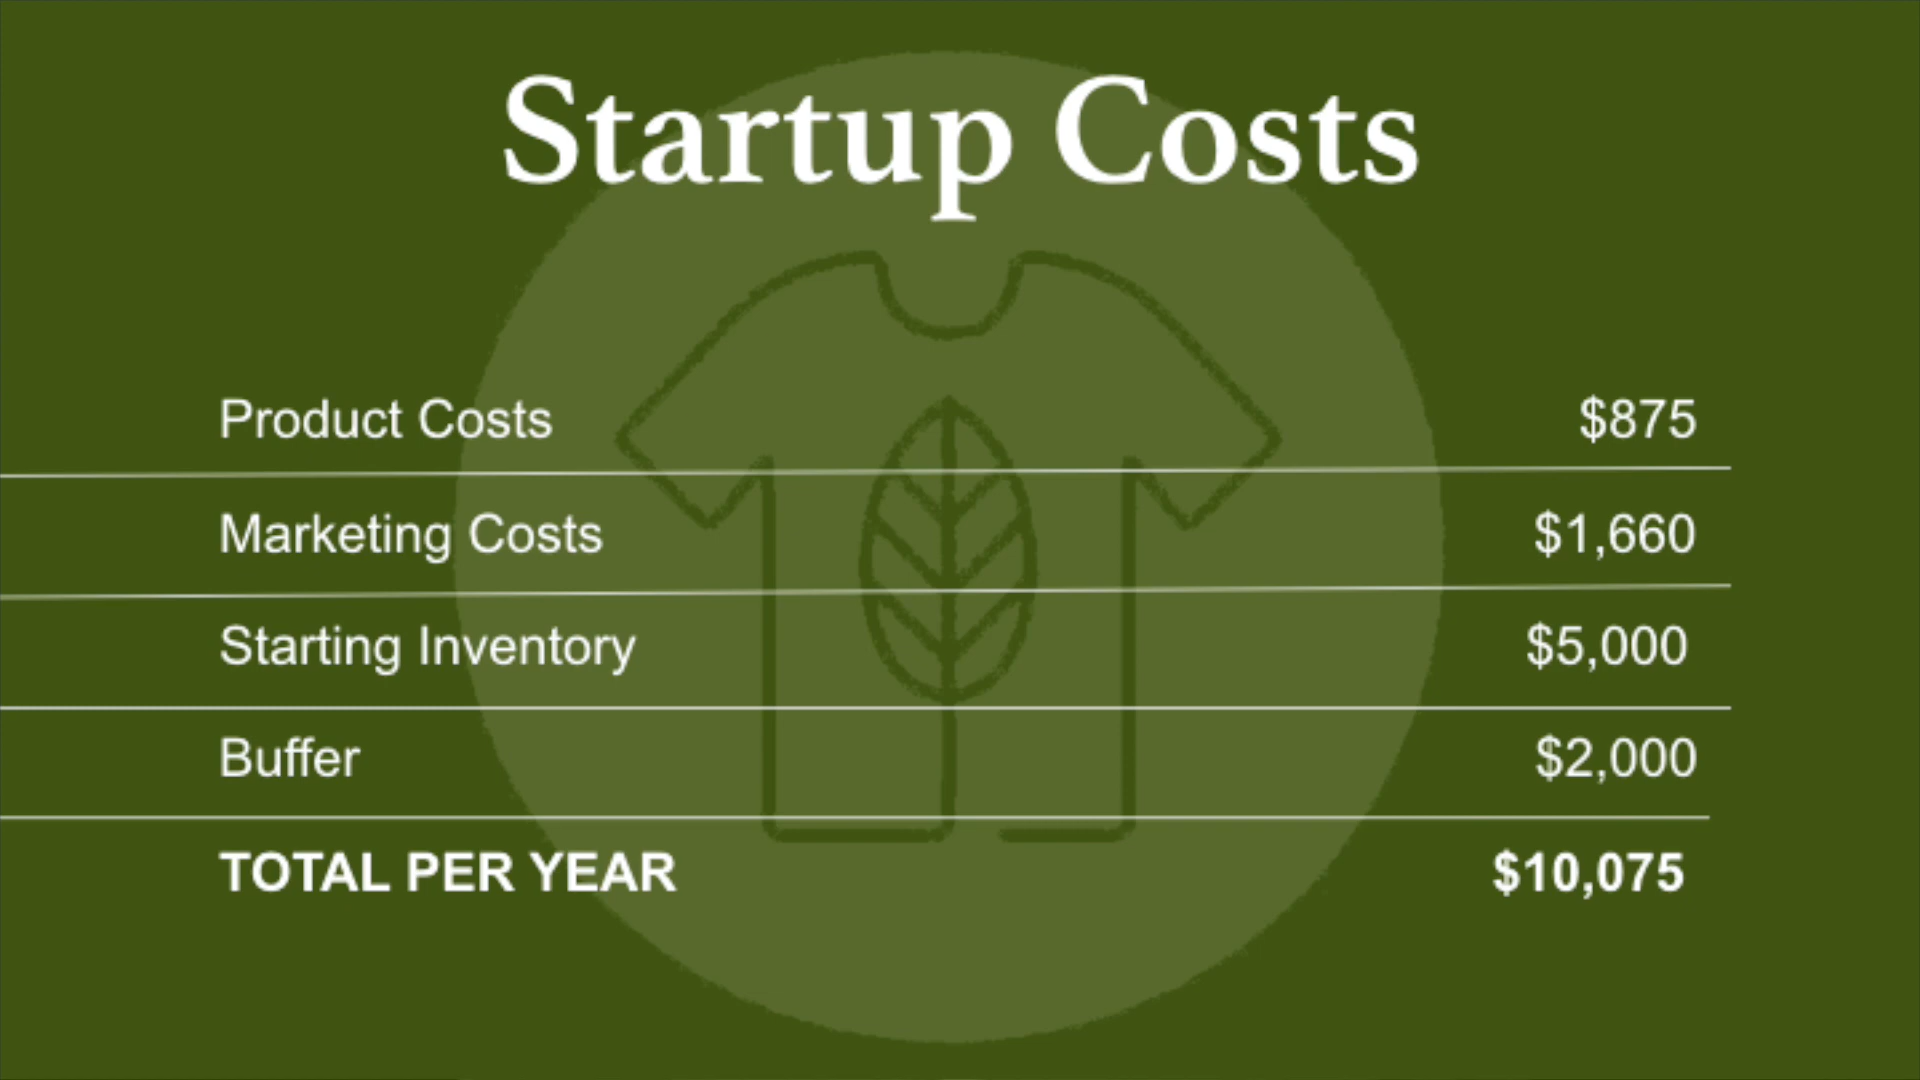 Startup Costs
Product Costs $875
Marketing Costs $1,660
Starting Inventory $5,000
Buffer $2,000
TOTAL PER YEAR $10,075